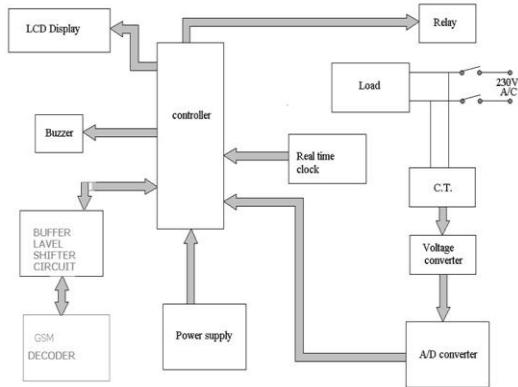 LCD Display
Relay
controller
Load
230V
A/C
Buzzer
Real time
clock
C.T.
BUFFER
LAVEL
SHIFTER
CIRCUIT
Voltage
converter
GSM
DECODER
Power supply
A/D converter